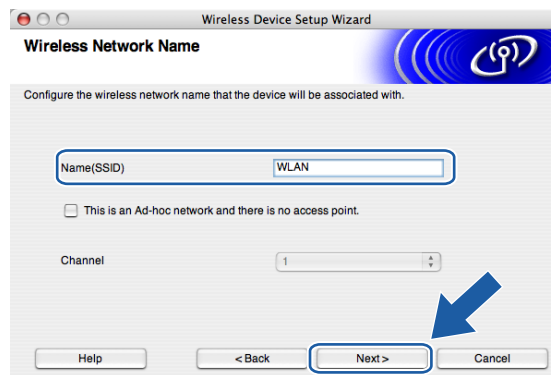 Wireless Device Setup Wizard
Wireless Network Name
Configure the wireless network name that the device will be associated with.
Name(SSID) WLAN
This is an Ad-hoc network and there is no access point.
Channel 1
Help < Back Next > Cancel